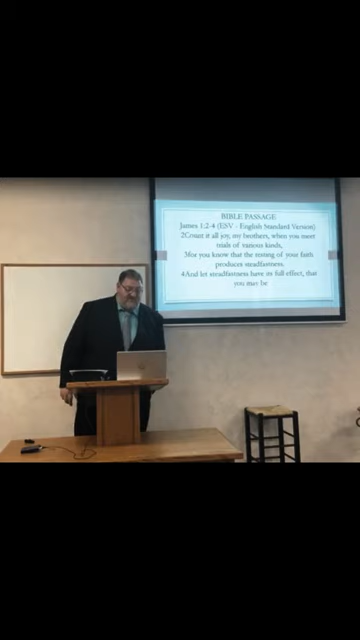 BIBLE PASSAGE
James 1:2-4 (ESV - English Standard Version)
2Count it all joy, my brothers, when you meet
trials of various kinds,
3for you know that the testing of your faith
produces steadfastness.
4And let steadfastness have its full effect, that
you may be